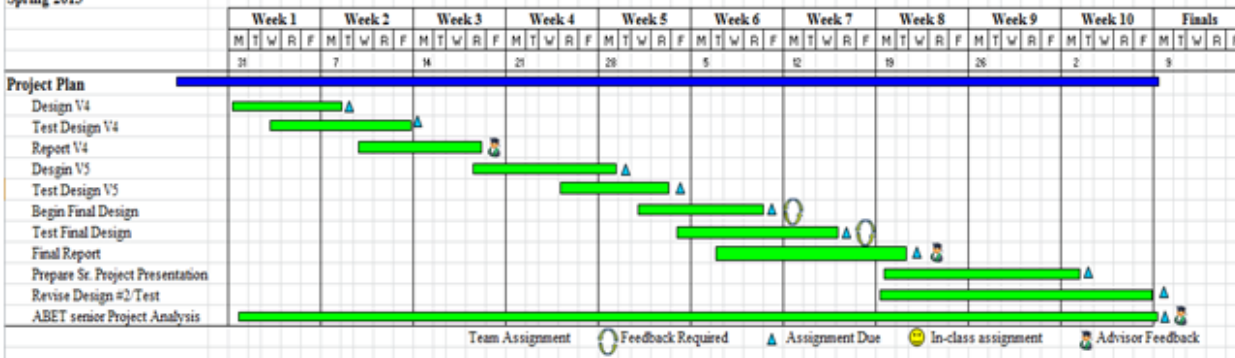 Spring 2015
Week 1 Week 2 Week 3 Week 4 Week 5 Week 6 Week 7 Week 8 Week 9 Week 10 Finals
M T W R F M T W R F M T W R F M T W R F M T W R F M T W R F M T W R F M T W R F M T W R F M T W R F M T W R F
31 7 14 21 28 5 12 19 26 2 9
Project Plan
Design V4
Test Design V4
Report V4
Desgin V5
Test Design V5
Begin Final Design
Test Final Design
Final Report
Prepare Sr. Project Presentation
Revise Design #2/Test
ABET senior Project Analysis
Team Assignment Feedback Required Assignment Due In-class assignment Advisor Feedback